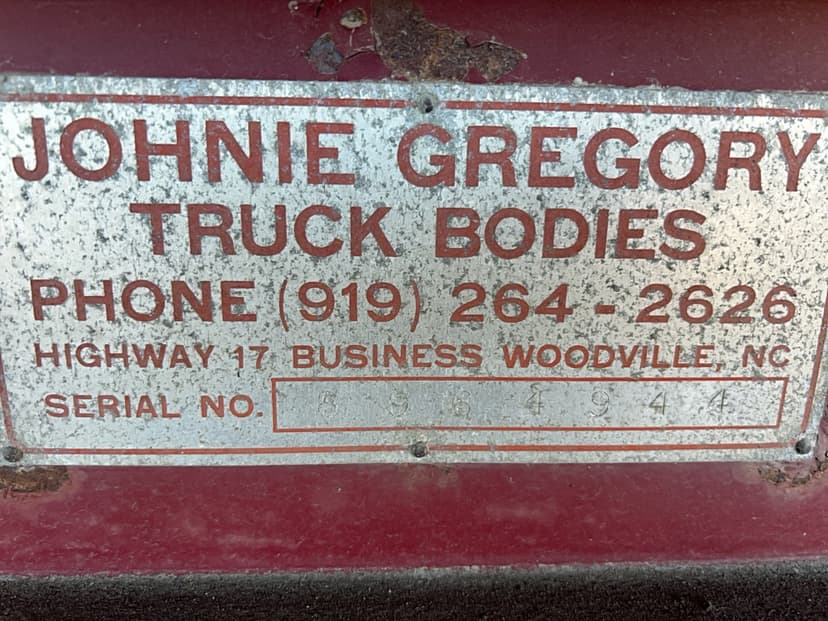 JOHNIE GREGORY
TRUCK BODIES
PHONE (919) 264 - 2626
HIGHWAY 17 BUSINESS WOODVILLE, NC
SERIAL NO.